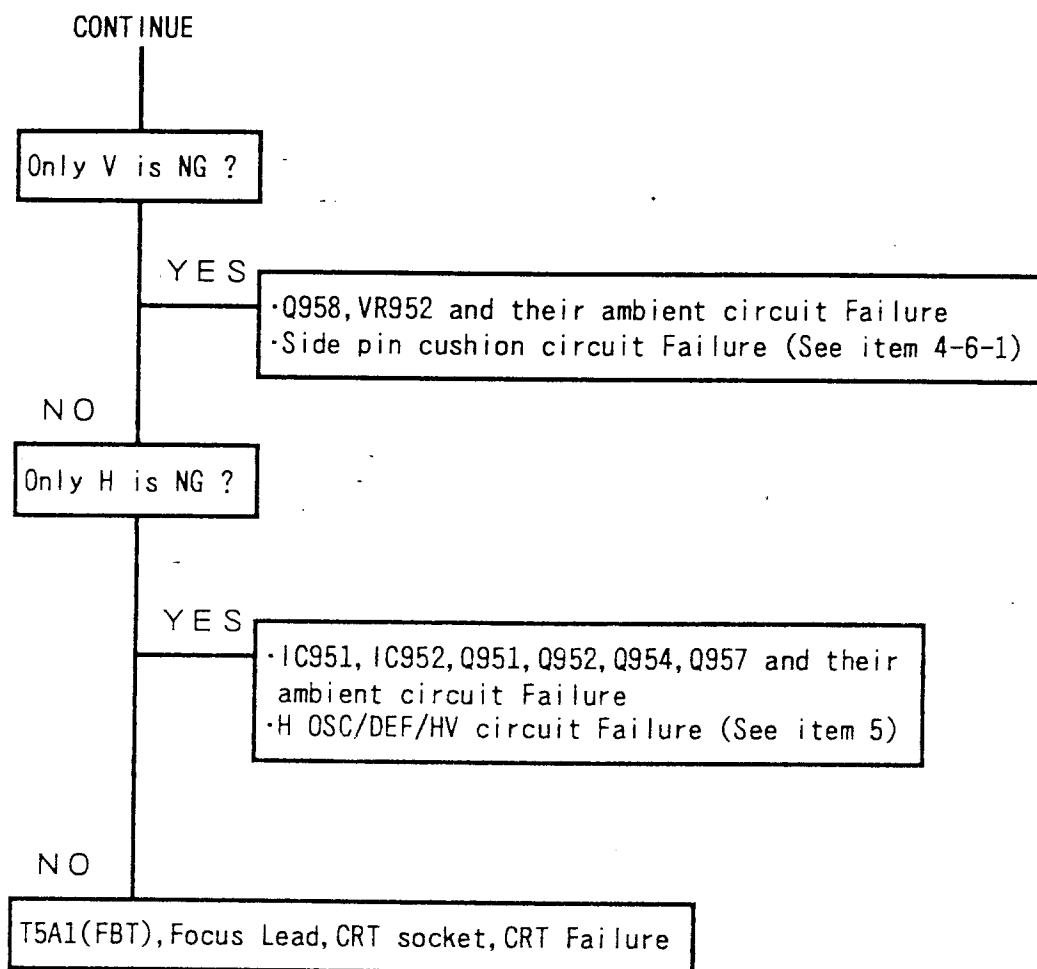 CONTINUE
Only V is NG ?
YES
·Q958, VR952 and their ambient circuit Failure
·Side pin cushion circuit Failure (See item 4-6-1)
NO
Only H is NG ?
YES
·IC951, IC952, Q951, Q952, Q954, Q957 and their
ambient circuit Failure
·H OSC/DEF/HV circuit Failure (See item 5)
NO
T5A1(FBT), Focus Lead, CRT socket, CRT Failure